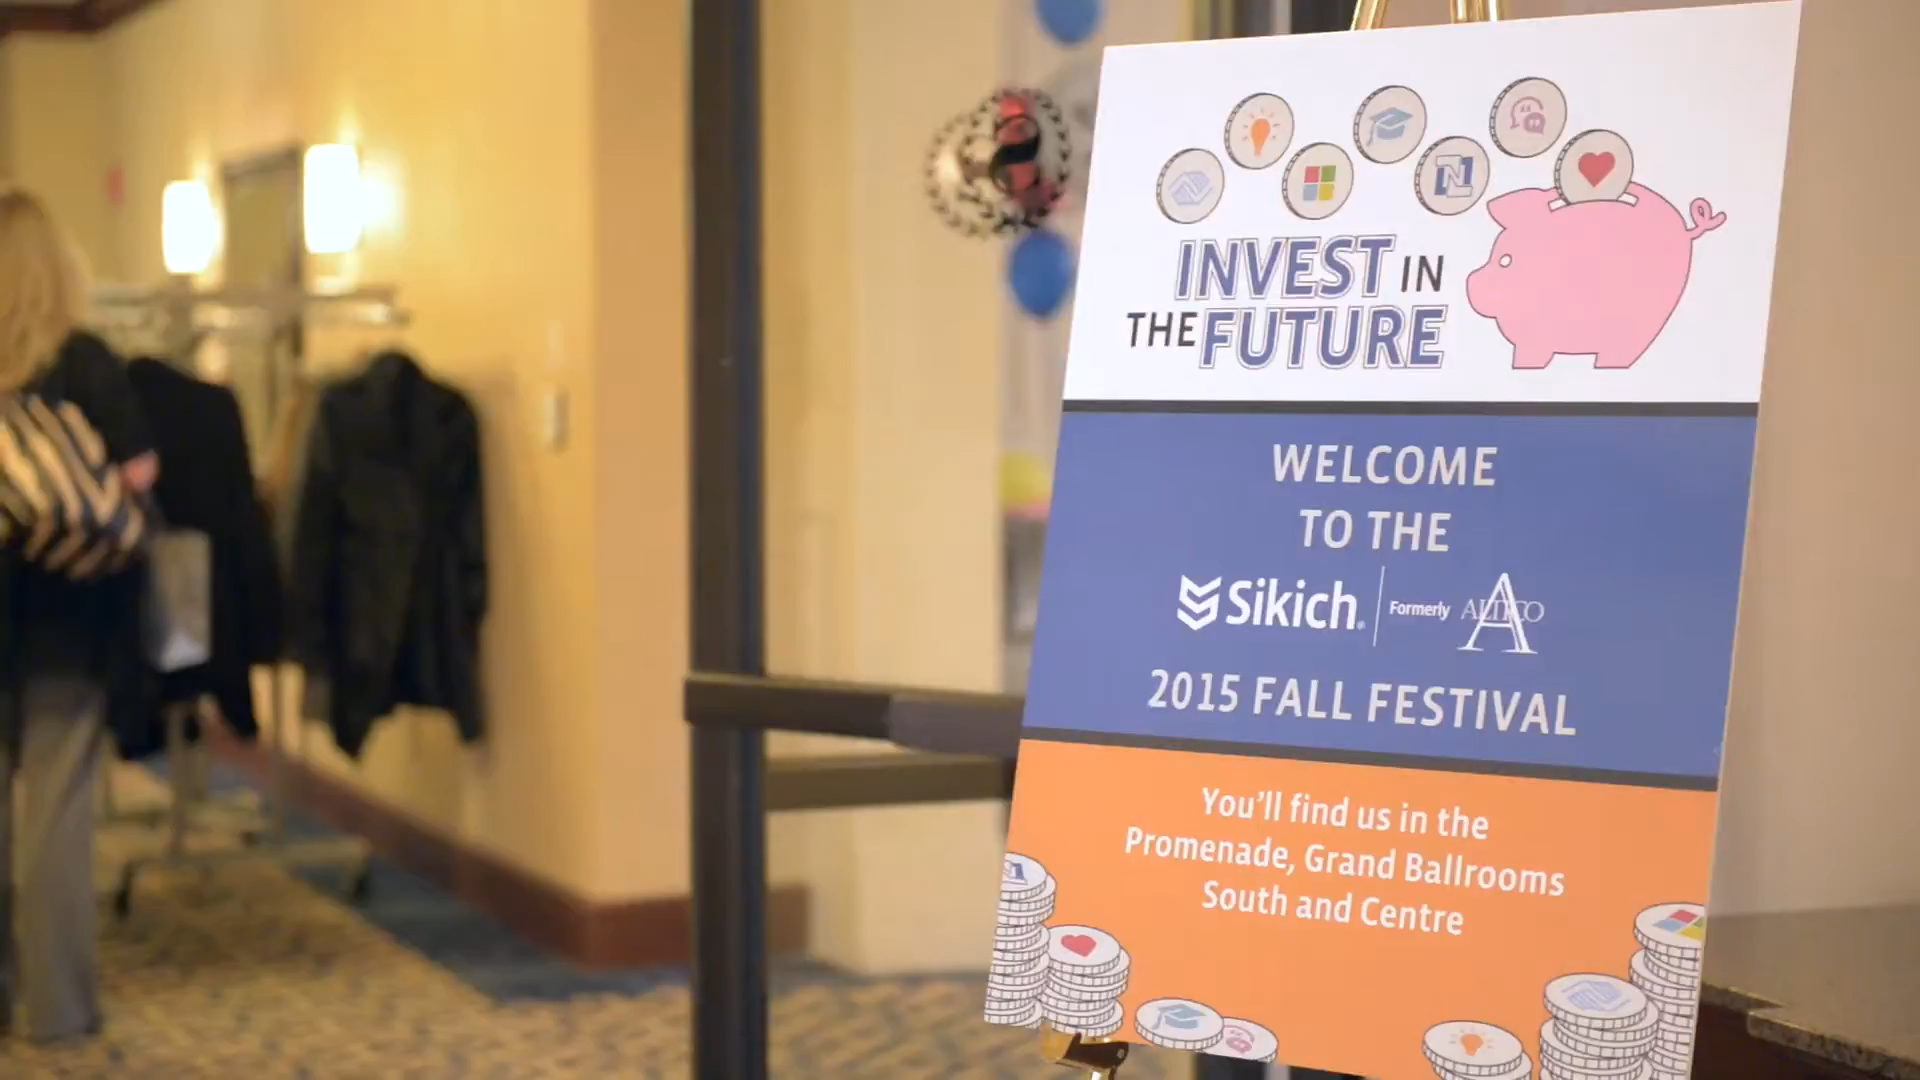 INVEST IN
THE FUTURE
WELCOME
TO THE
Sikich Formerly ALTICO
2015 FALL FESTIVAL
You'll find us in the
Promenade, Grand Ballrooms
South and Centre